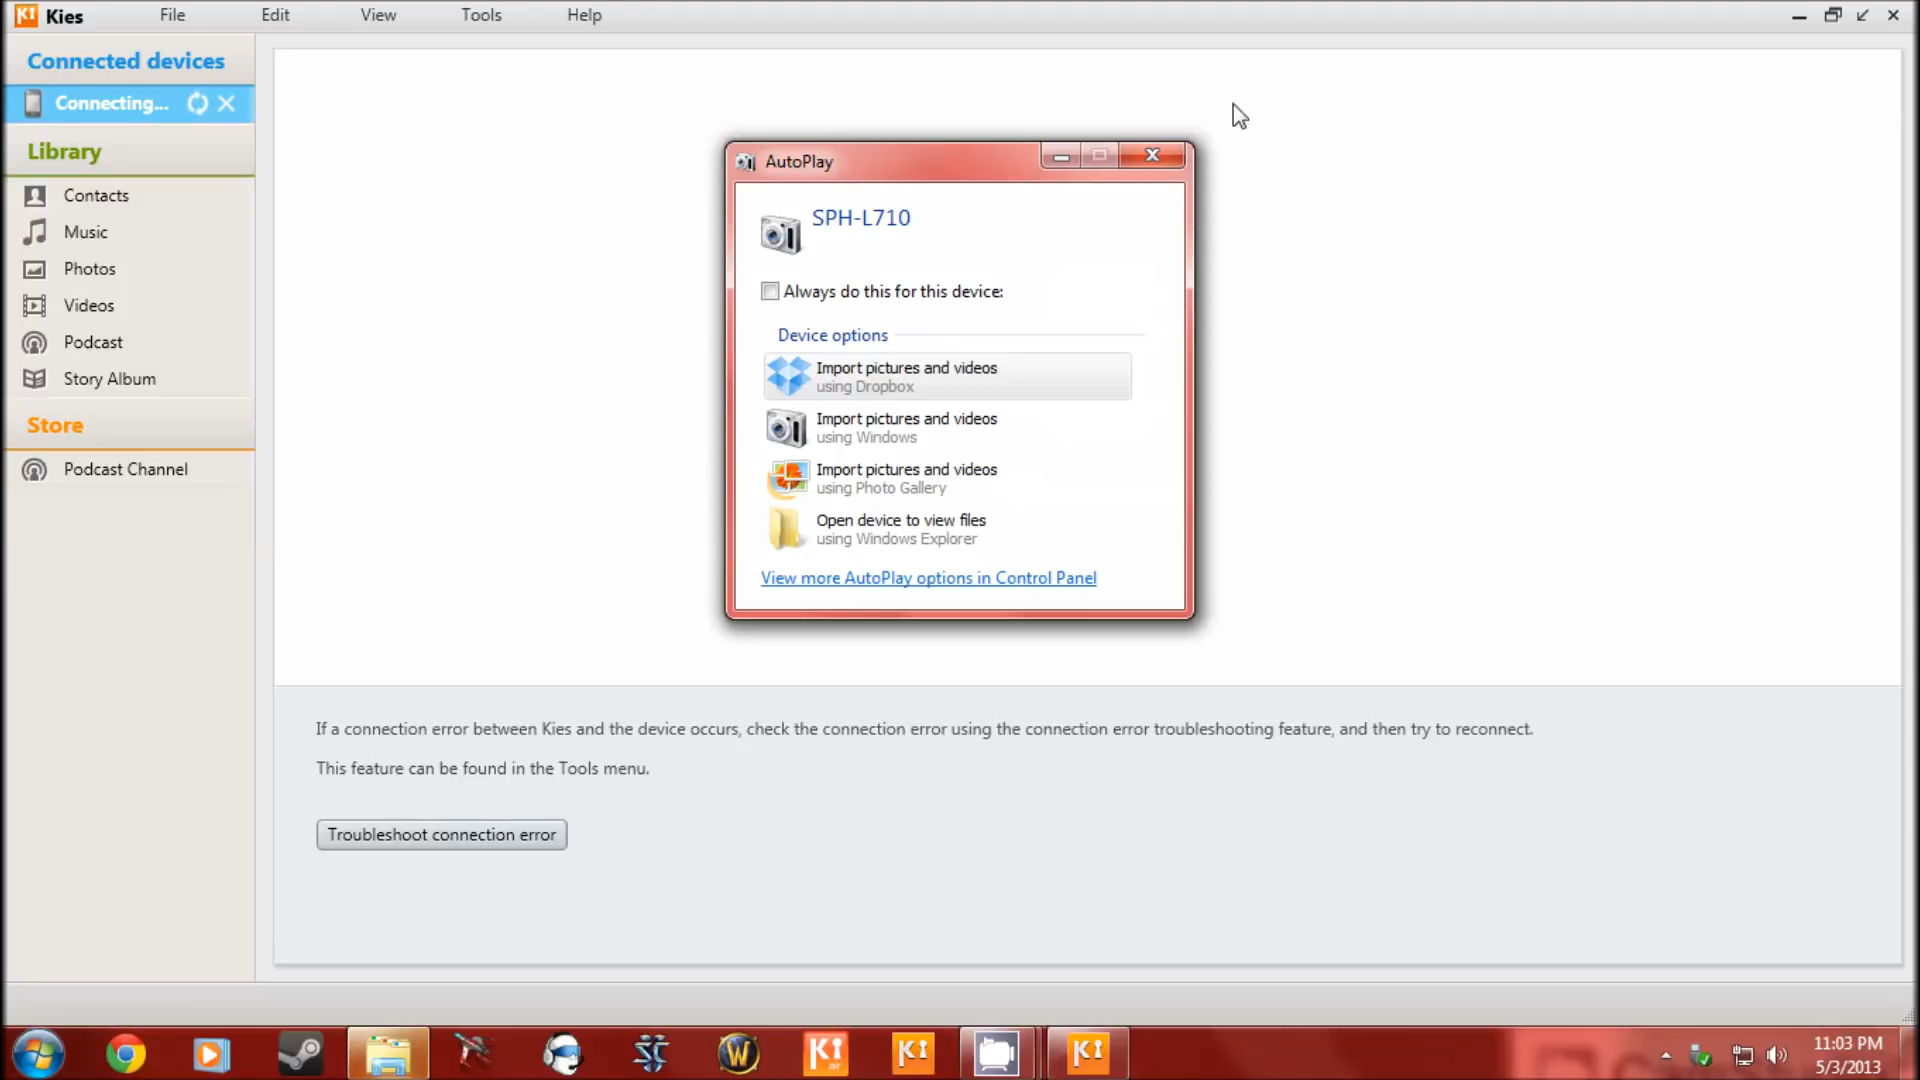 Kies
File
Edit
View
Tools
Help
Connected devices
Connecting...
Library
Contacts
Music
Photos
Videos
Podcast
Story Album
Store
Podcast Channel
AutoPlay
SPH-L710
Always do this for this device:
Device options
Import pictures and videos
using Dropbox
Import pictures and videos
using Windows
Import pictures and videos
using Photo Gallery
Open device to view files
using Windows Explorer
View more AutoPlay options in Control Panel
If a connection error between Kies and the device occurs, check the connection error using the connection error troubleshooting feature, and then try to reconnect.
This feature can be found in the Tools menu.
Troubleshoot connection error
11:03 PM
5/3/2013